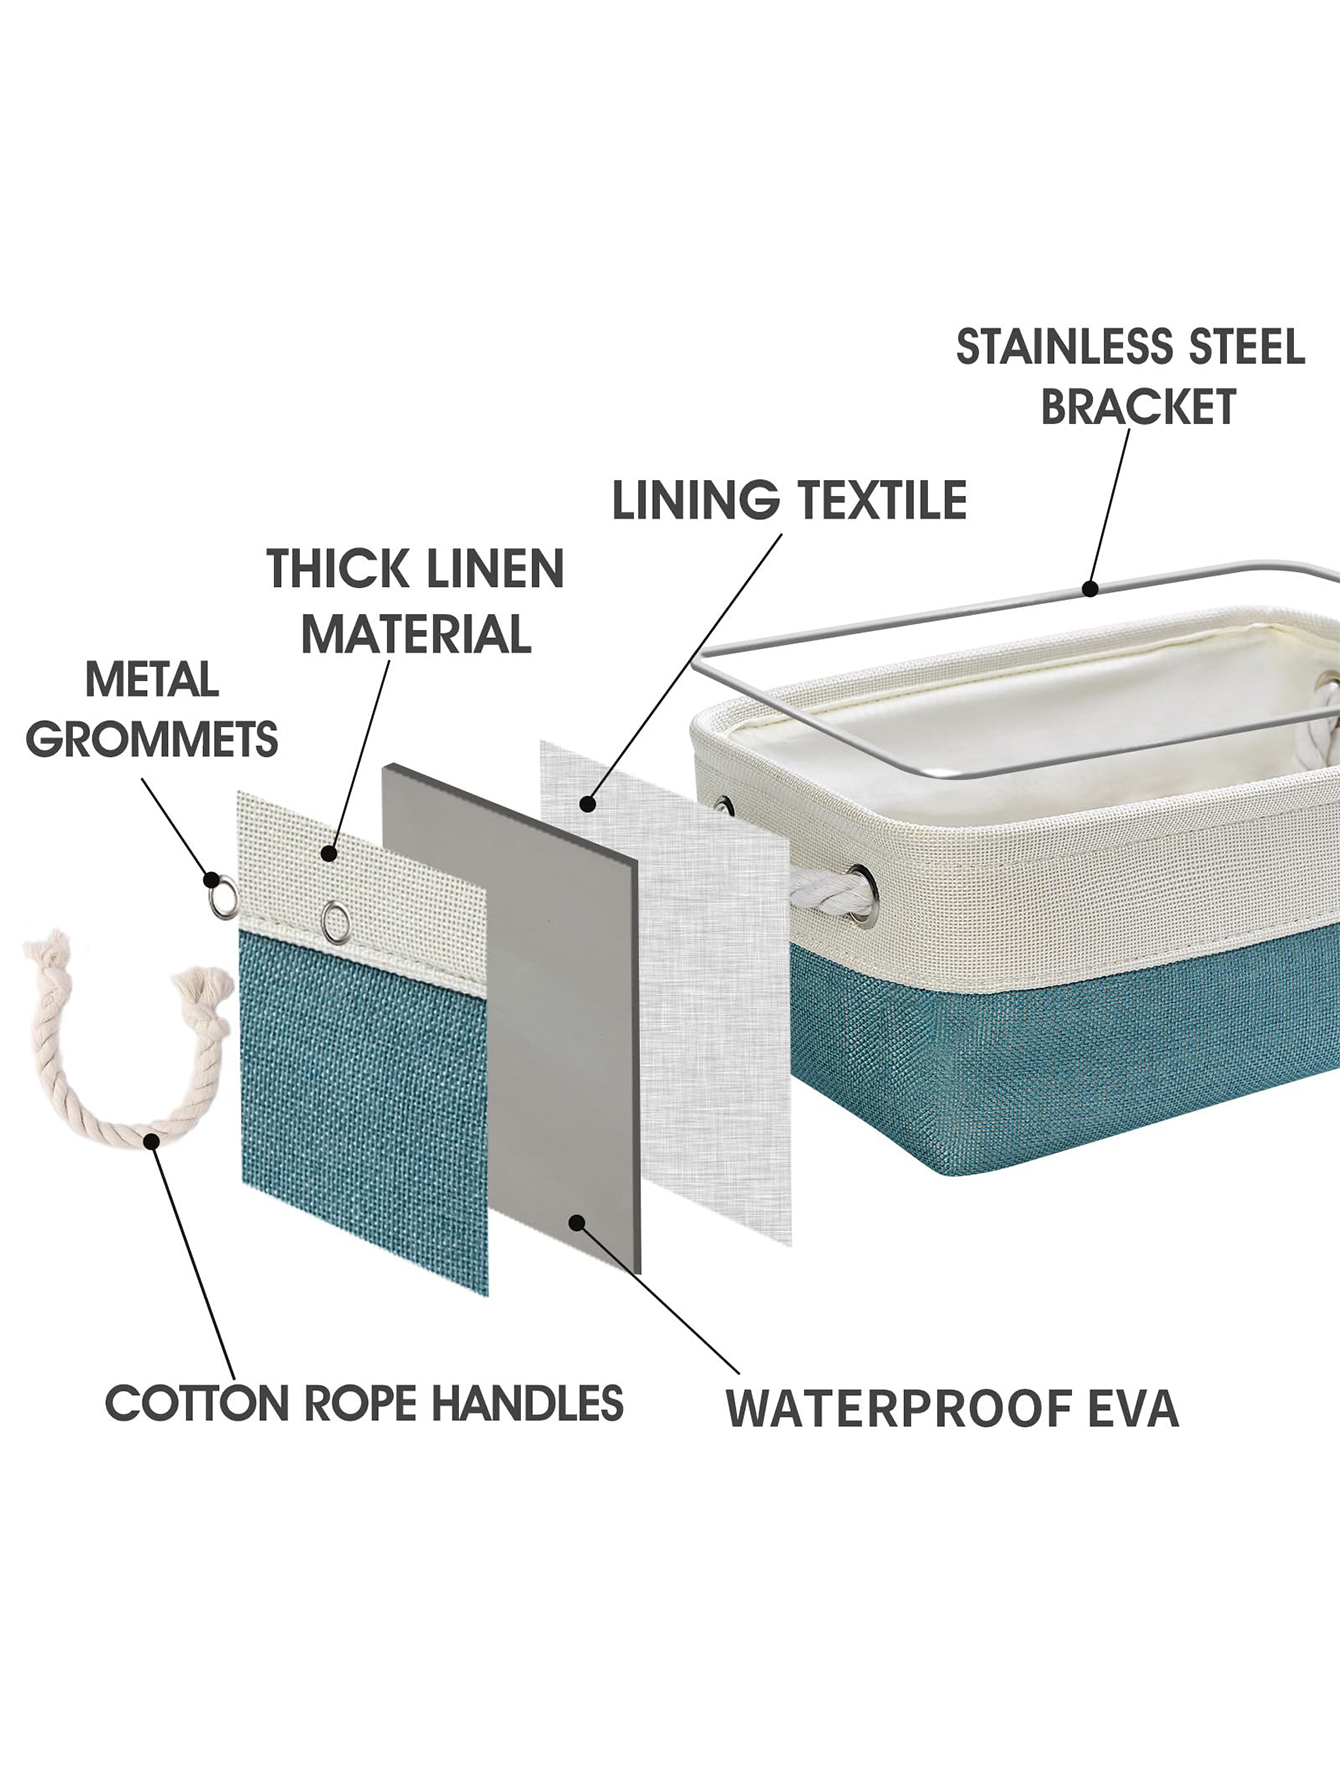 STAINLESS STEEL
BRACKET
LINING TEXTILE
THICK LINEN
MATERIAL
METAL
GROMMETS
COTTON ROPE HANDLES
WATERPROOF EVA